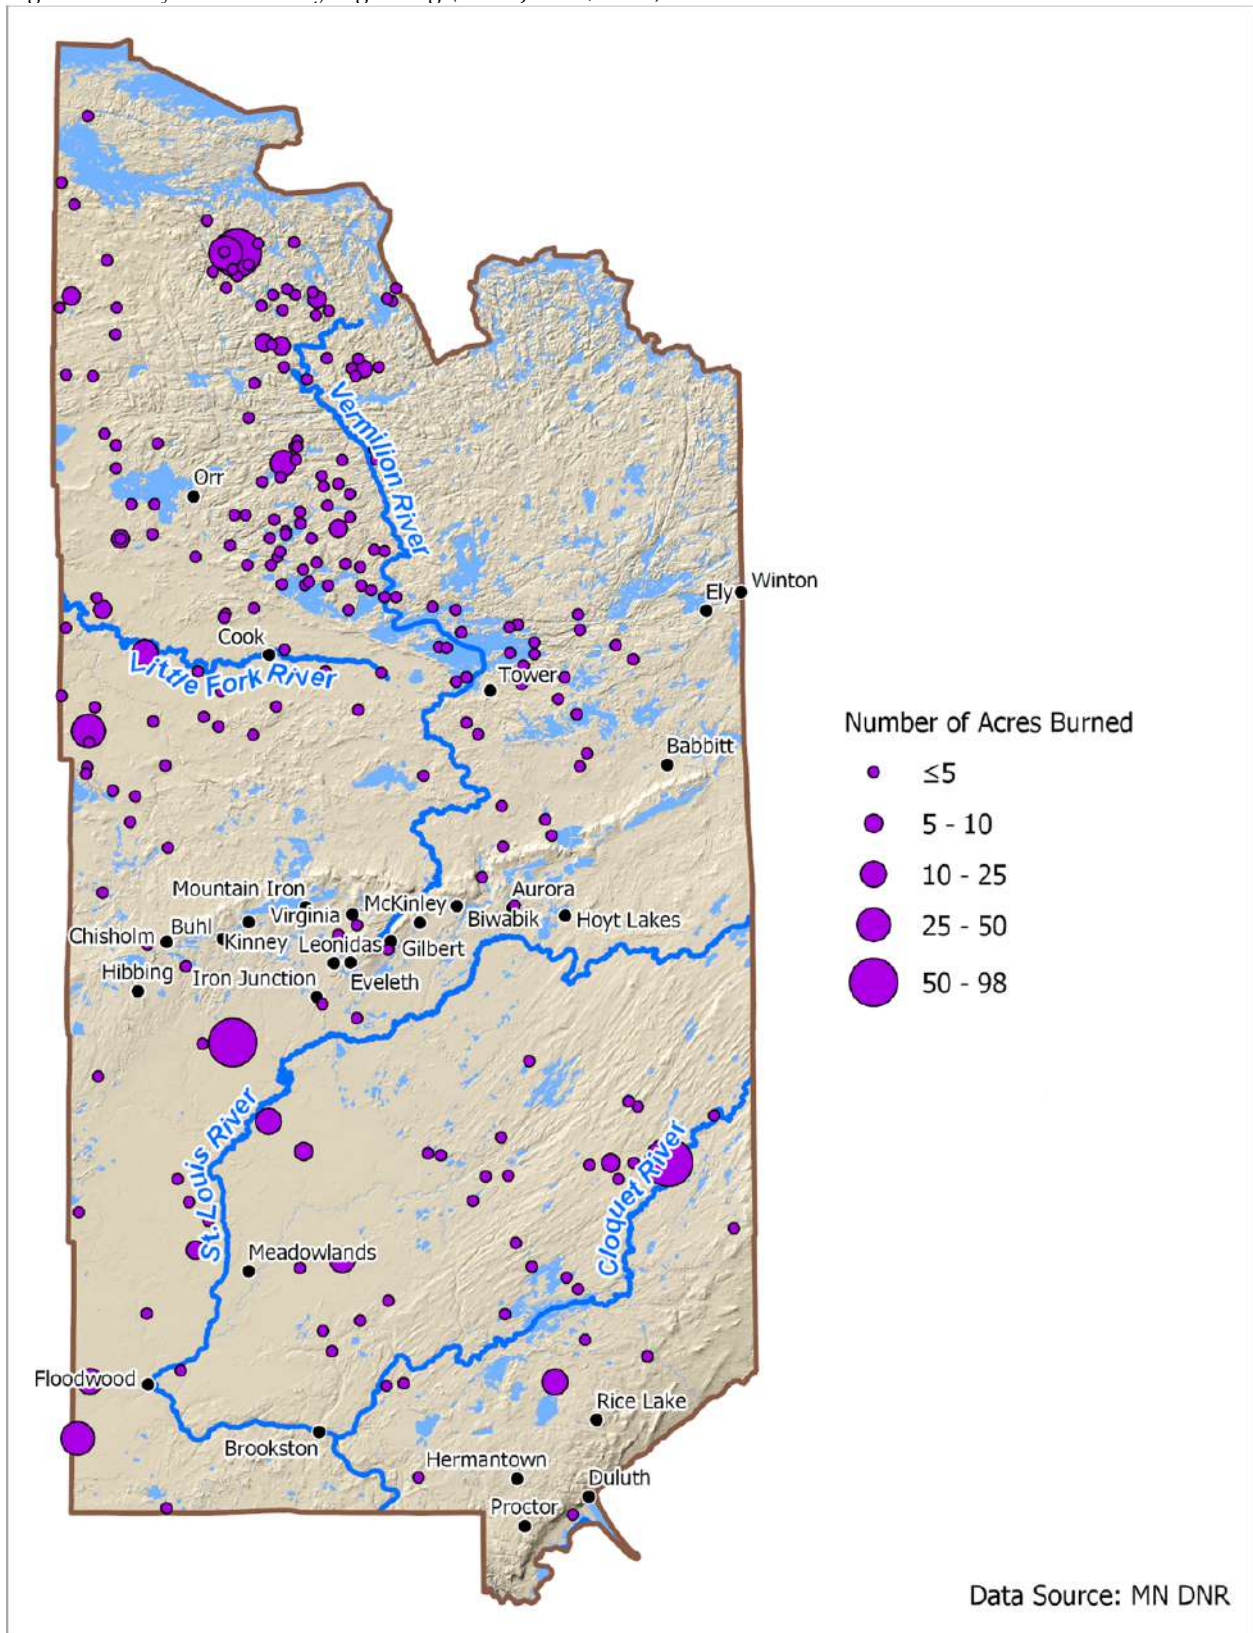 Vermilion River
Orr
Winton
Ely
Cook
Little Fork River
Tower
Number of Acres Burned
Babbitt
≤5
5 - 10
10 - 25
25 - 50
50 - 98
Mountain Iron
McKinley
Aurora
Virginia
Buhl
Biwabik
Hoyt Lakes
Chisholm
Kinney
Leonidas
Gilbert
Hibbing
Iron Junction
Eveleth
St. Louis River
Cloquet River
Meadowlands
Floodwood
Rice Lake
Brookston
Hermantown
Duluth
Proctor
Data Source: MN DNR